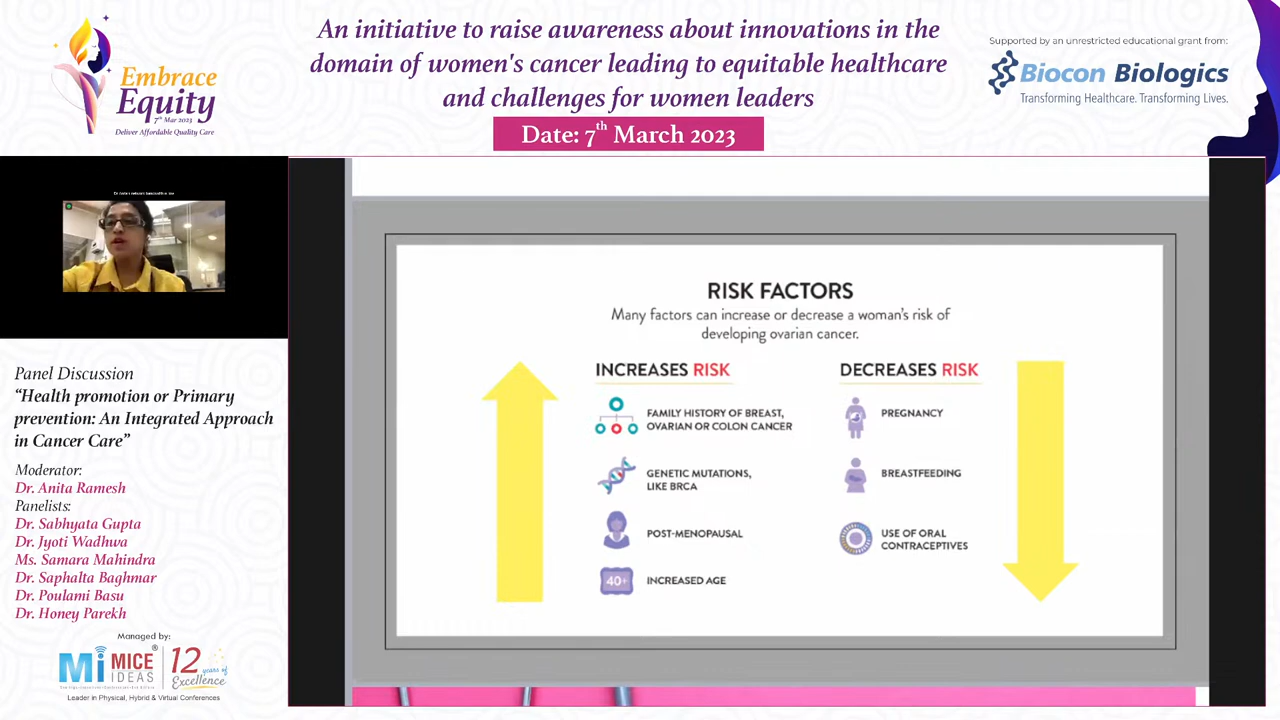 An initiative to raise awareness about innovations in the
domain of women's cancer leading to equitable healthcare
and challenges for women leaders
Date: 7th March 2023
Embrace
Equity
7th Mar 2023
Deliver Affordable Quality Care
Supported by an unrestricted educational grant from:
Biocon Biologics
Transforming Healthcare. Transforming Lives.
Panel Discussion
“Health promotion or Primary
prevention: An Integrated Approach
in Cancer Care”
Moderator:
Dr. Anita Ramesh
Panelists:
Dr. Sabhyata Gupta
Dr. Jyoti Wadhwa
Ms. Samara Mahindra
Dr. Saphalta Baghmar
Dr. Poulami Basu
Dr. Honey Parekh
Managed by:
Mi MICE IDEAS®
12 years of Excellence
Leader in Physical, Hybrid & Virtual Conferences
RISK FACTORS
Many factors can increase or decrease a woman's risk of
developing ovarian cancer.
INCREASES RISK
FAMILY HISTORY OF BREAST,
OVARIAN OR COLON CANCER
GENETIC MUTATIONS,
LIKE BRCA
POST-MENOPAUSAL
40+
INCREASED AGE
DECREASES RISK
PREGNANCY
BREASTFEEDING
USE OF ORAL
CONTRACEPTIVES